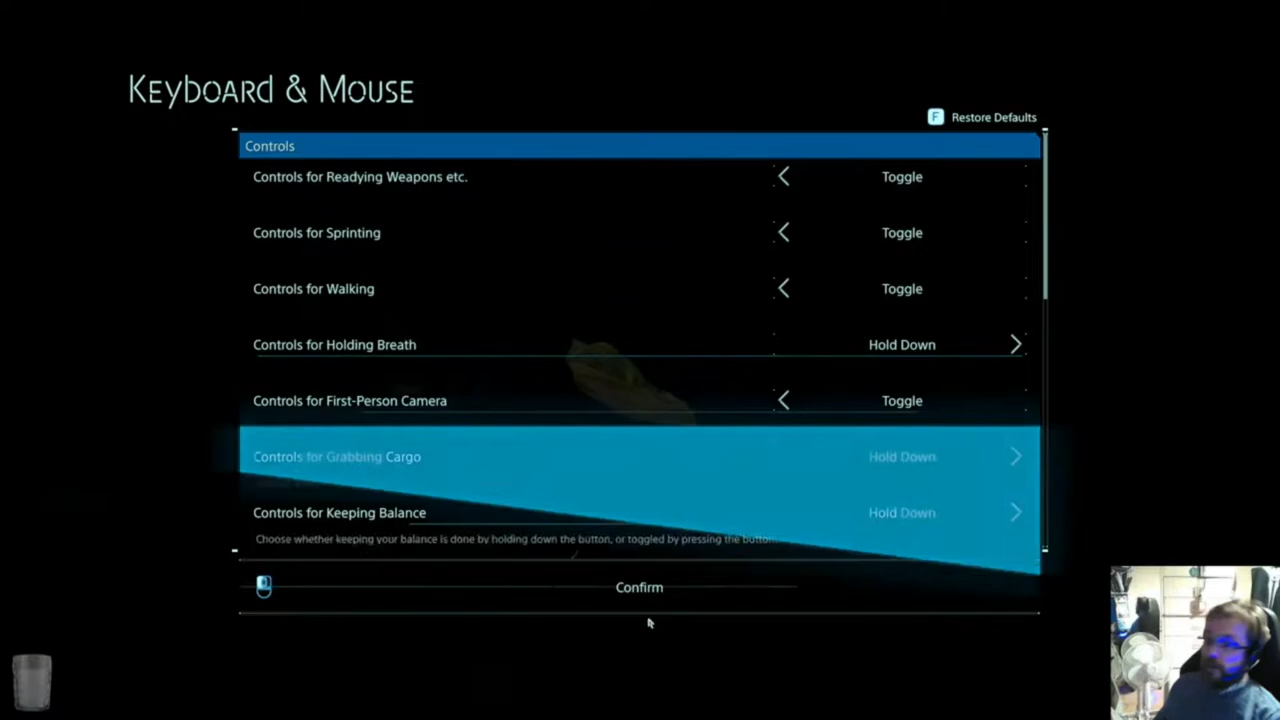 Keyboard & Mouse
F Restore Defaults
Controls
Controls for Readying Weapons etc. Toggle
Controls for Sprinting Toggle
Controls for Walking Toggle
Controls for Holding Breath Hold Down
Controls for First-Person Camera Toggle
Controls for Grabbing Cargo Hold Down
Controls for Keeping Balance Hold Down
Choose whether keeping your balance is done by holding down the button, or toggled by pressing the button.
Confirm